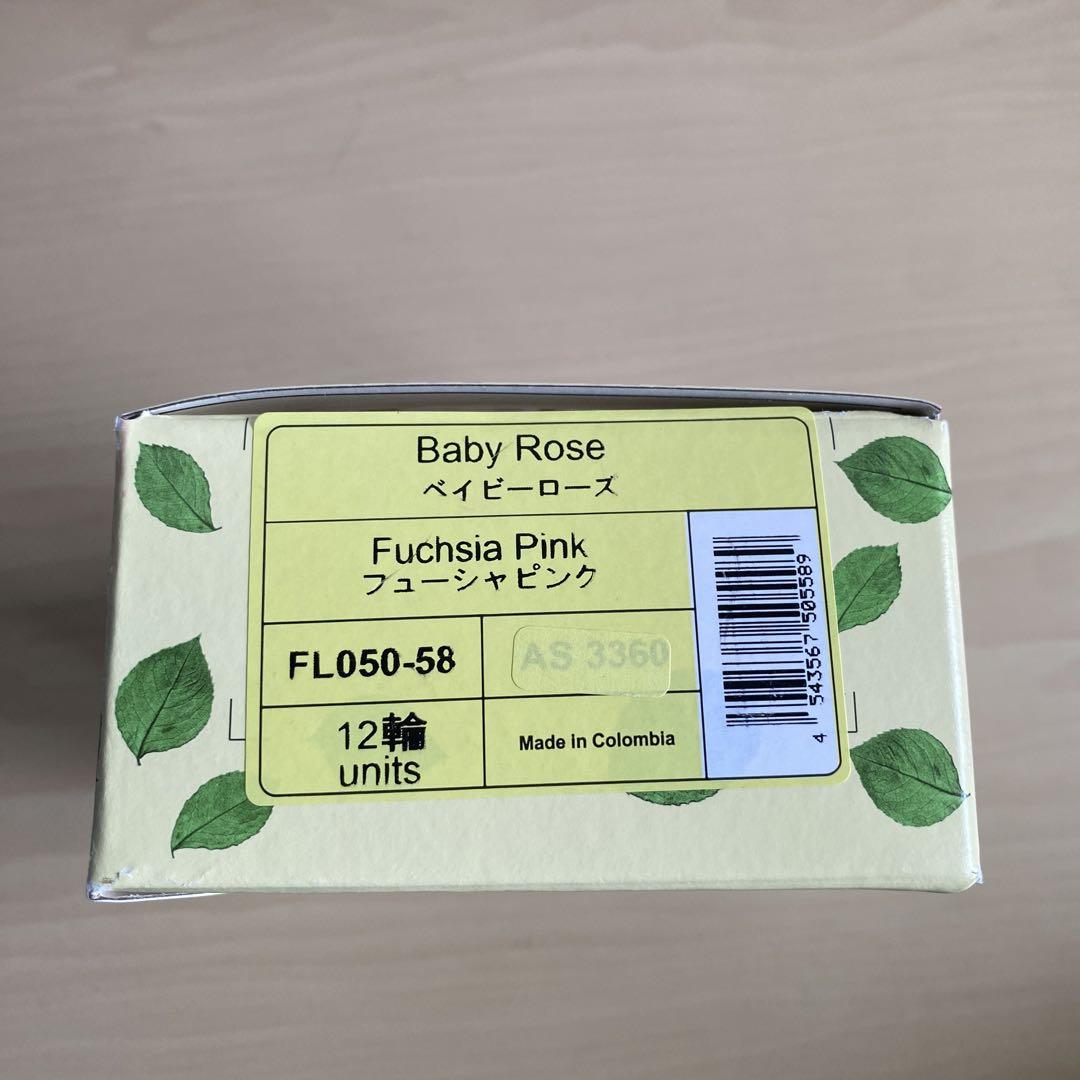 Baby Rose
ベイビーローズ
Fuchsia Pink
フューシャピンク
FL050-58
AS 3360
12輪
units
Made in Colombia
4 543567 505589